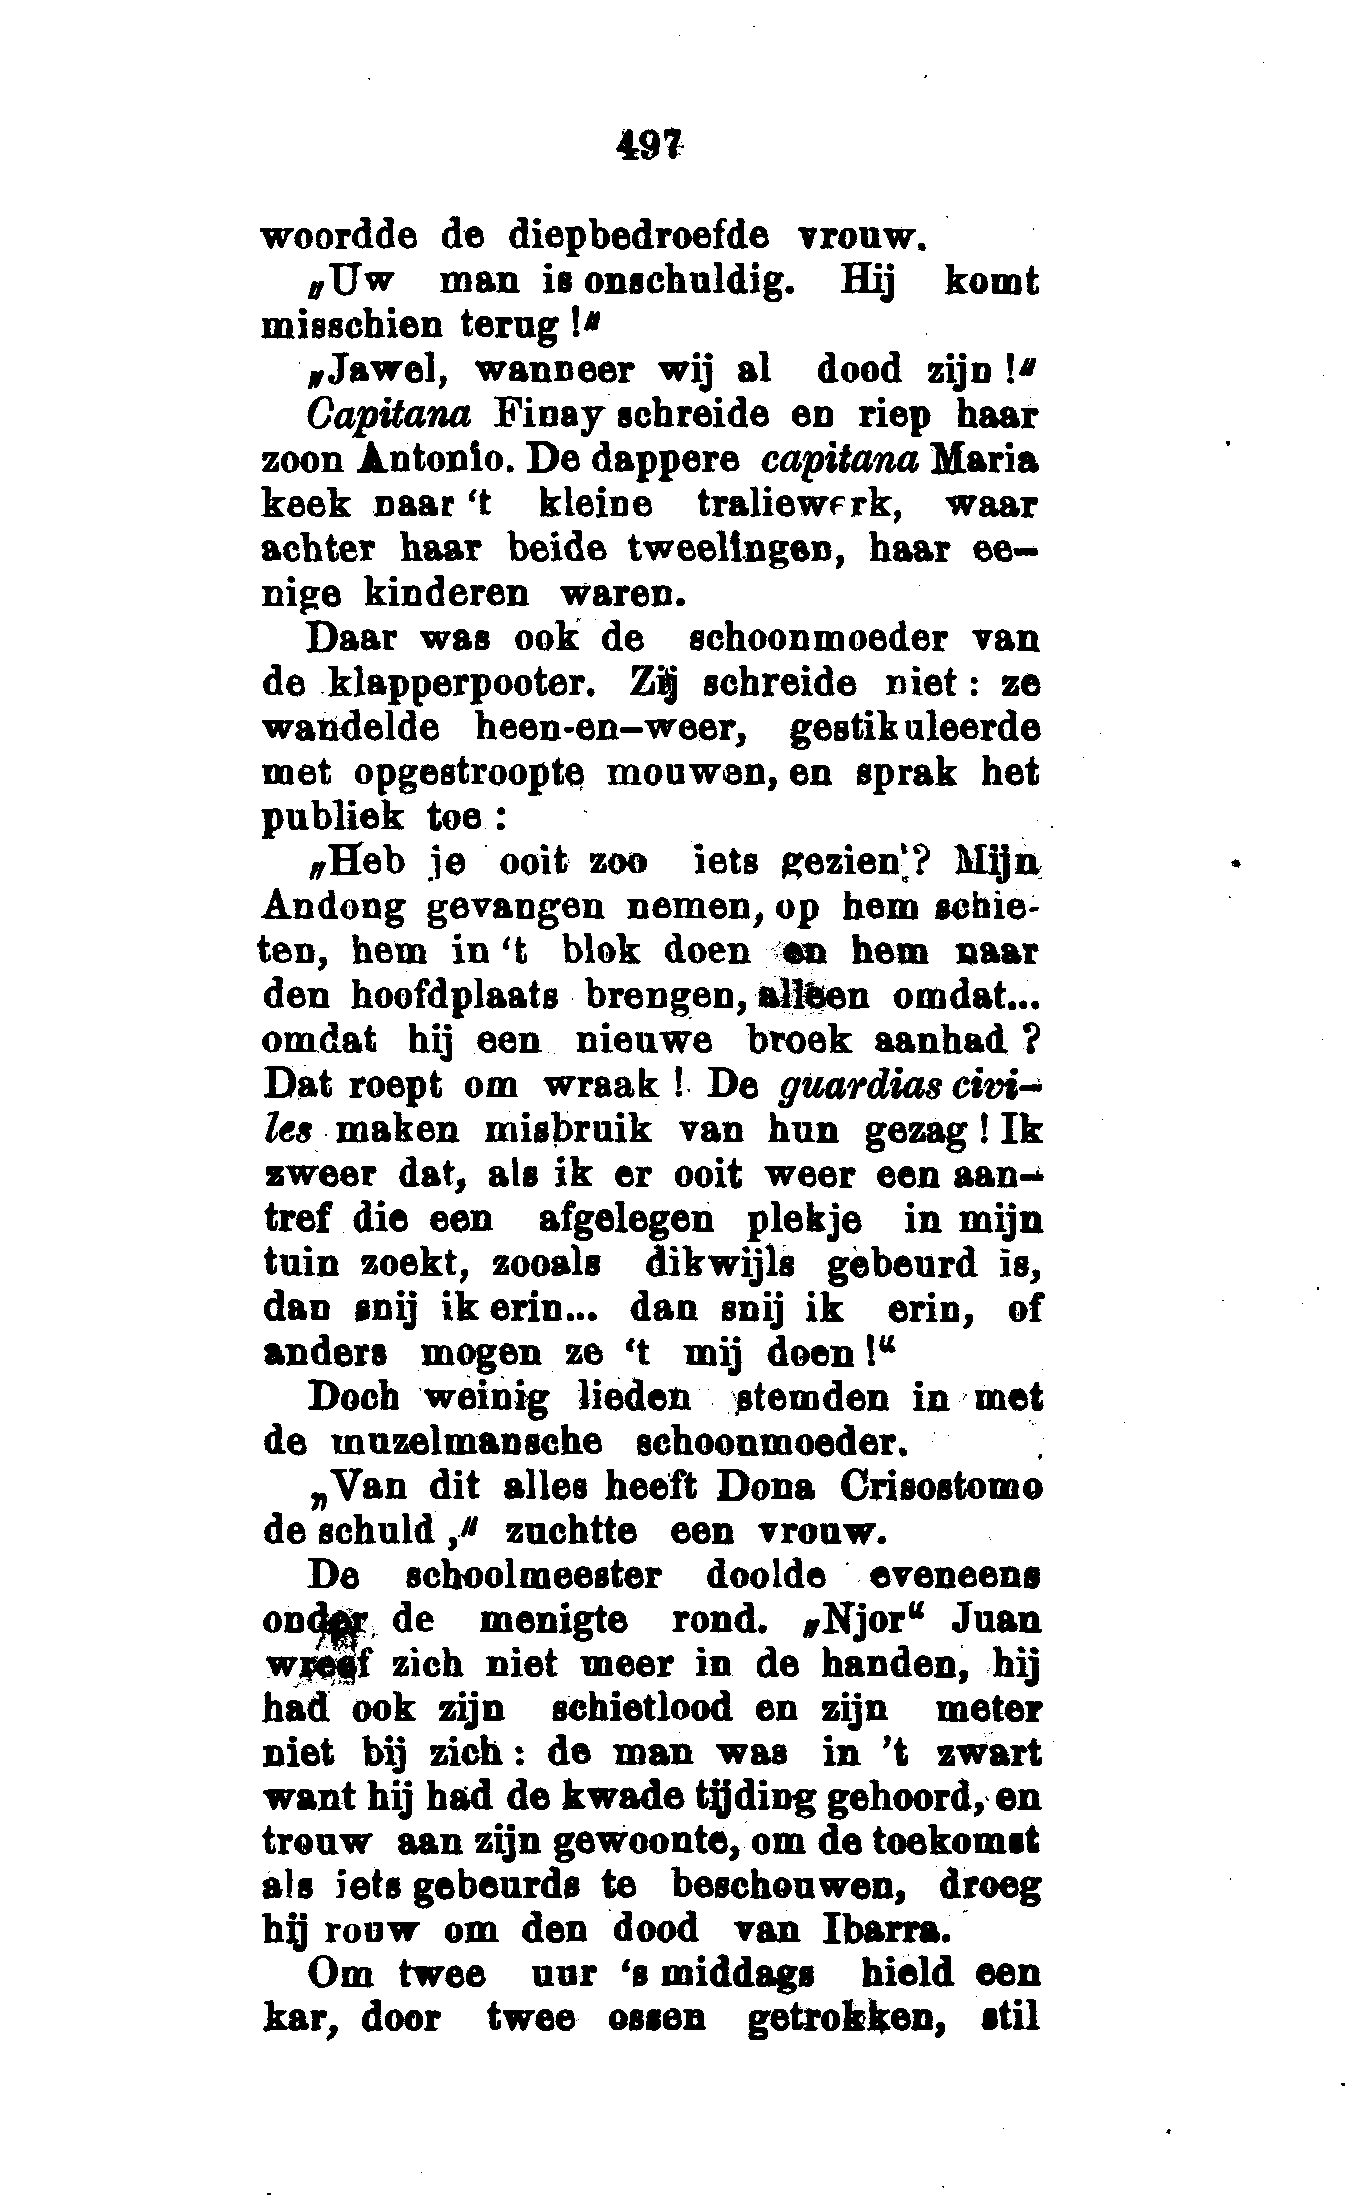 497
woordde de diepbedroefde vrouw.
„Uw man is onschuldig. Hij komt
misschien terug !“
„Jawel, wanneer wij al dood zijn !“
Capitana Finay schreide en riep haar
zoon Antonio. De dappere capitana Maria
keek naar ‘t kleine traliewerk, waar
achter haar beide tweelingen, haar ee-
nige kinderen waren.
Daar was ook de schoonmoeder van
de klapperpooter. Zij schreide niet : ze
wandelde heen-en-weer, gestikuleerde
met opgestroopte mouwen, en sprak het
publiek toe :
„Heb je ooit zoo iets gezien‘? Mijn
Andong gevangen nemen, op hem schie-
ten, hem in ‘t blok doen en hem naar
den hoofdplaats brengen, alleen omdat...
omdat hij een nieuwe broek aanhad ?
Dat roept om wraak ! De guardias civi-
les maken misbruik van hun gezag ! Ik
zweer dat, als ik er ooit weer een aan-
tref die een afgelegen plekje in mijn
tuin zoekt, zooals dikwijls gebeurd is,
dan snij ik erin... dan snij ik erin, of
anders mogen ze ‘t mij doen !“
Doch weinig lieden stemden in met
de muzelmansche schoonmoeder.
„Van dit alles heeft Dona Crisostomo
de schuld ,“ zuchtte een vrouw.
De schoolmeester doolde eveneens
onder de menigte rond. „Njor“ Juan
wreef zich niet meer in de handen, hij
had ook zijn schietlood en zijn meter
niet bij zich : de man was in ’t zwart
want hij had de kwade tijding gehoord, en
trouw aan zijn gewoonte, om de toekomst
als iets gebeurds te beschouwen, droeg
hij rouw om den dood van Ibarra.
Om twee uur ‘s middags hield een
kar, door twee ossen getrokken, stil